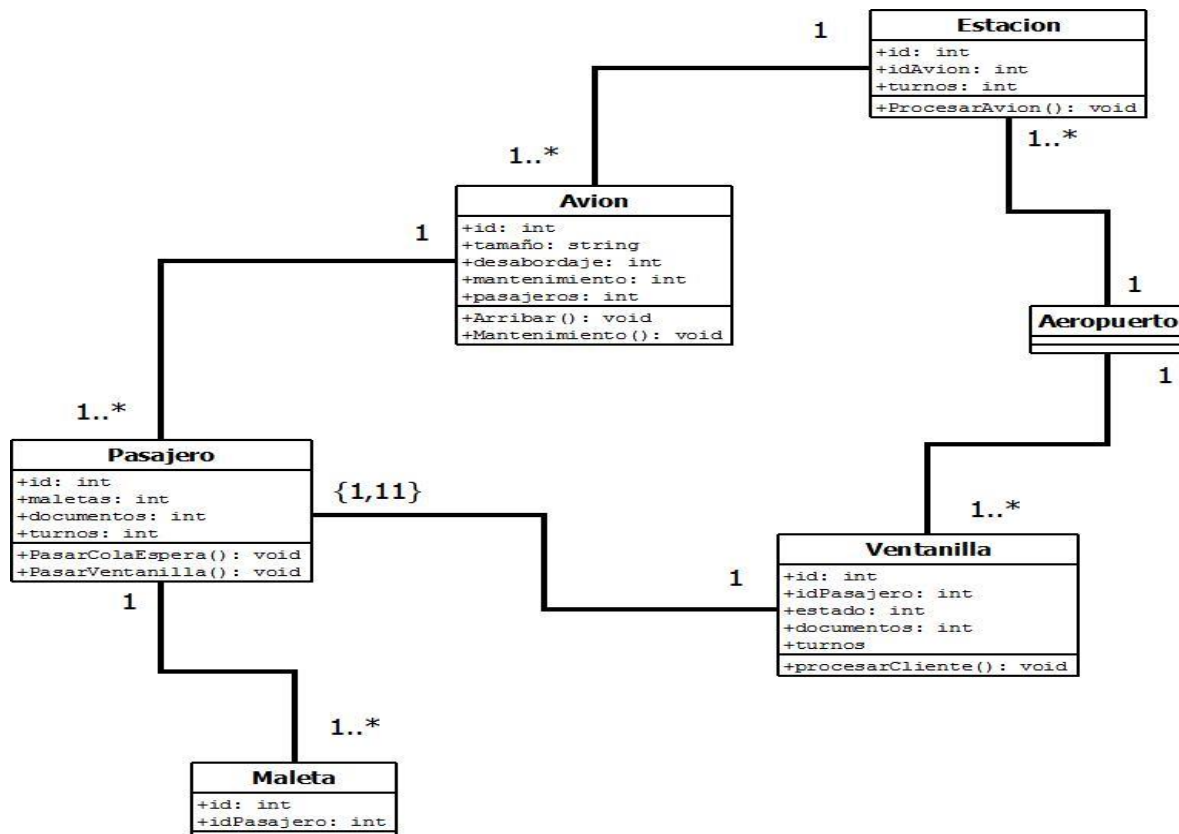 1
Estacion
+id: int
+idAvion: int
+turnos: int
+ProcesarAvion(): void
1..*
1..*
Avion
+id: int
+tamaño: string
+desabordaje: int
+mantenimiento: int
+pasajeros: int
+Arribar(): void
+Mantenimiento(): void
1
1
Aeropuerto
1
1..*
Pasajero
+id: int
+maletas: int
+documentos: int
+turnos: int
+PasarColaEspera(): void
+PasarVentanilla(): void
{1,11}
1..*
Ventanilla
+id: int
+idPasajero: int
+estado: int
+documentos: int
+turnos
+procesarCliente(): void
1
1
1..*
Maleta
+id: int
+idPasajero: int